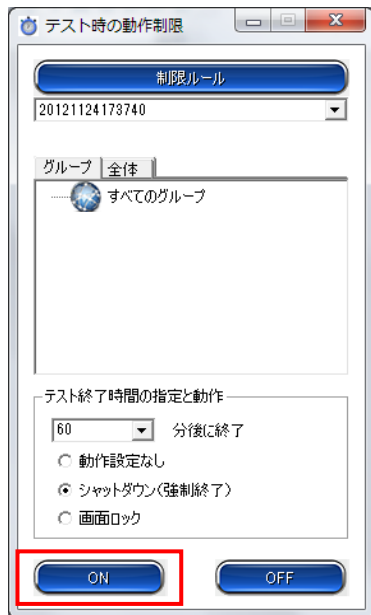 テスト時の動作制限
制限ルール
20121124173740
グループ 全体
すべてのグループ
テスト終了時間の指定と動作
60 分後に終了
動作設定なし
シャットダウン(強制終了)
画面ロック
ON OFF